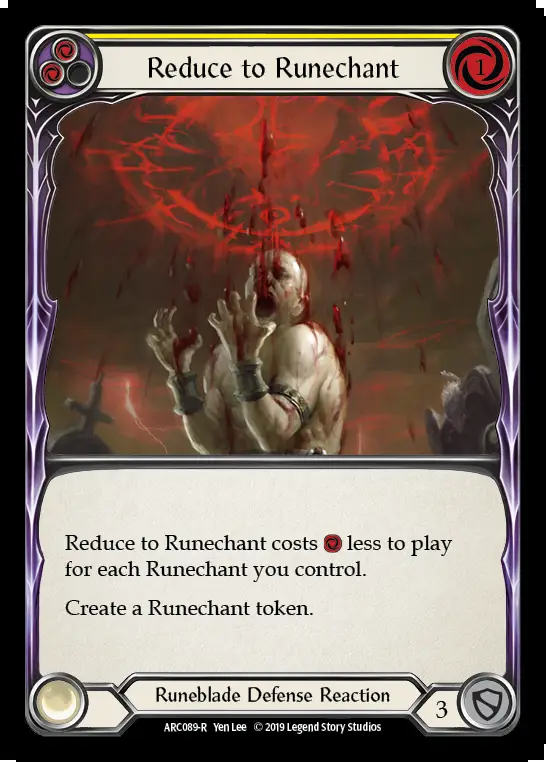 Reduce to Runechant
1
Reduce to Runechant costs less to play
for each Runechant you control.
Create a Runechant token.
Runeblade Defense Reaction
3
ARC089-R Yen Lee © 2019 Legend Story Studios